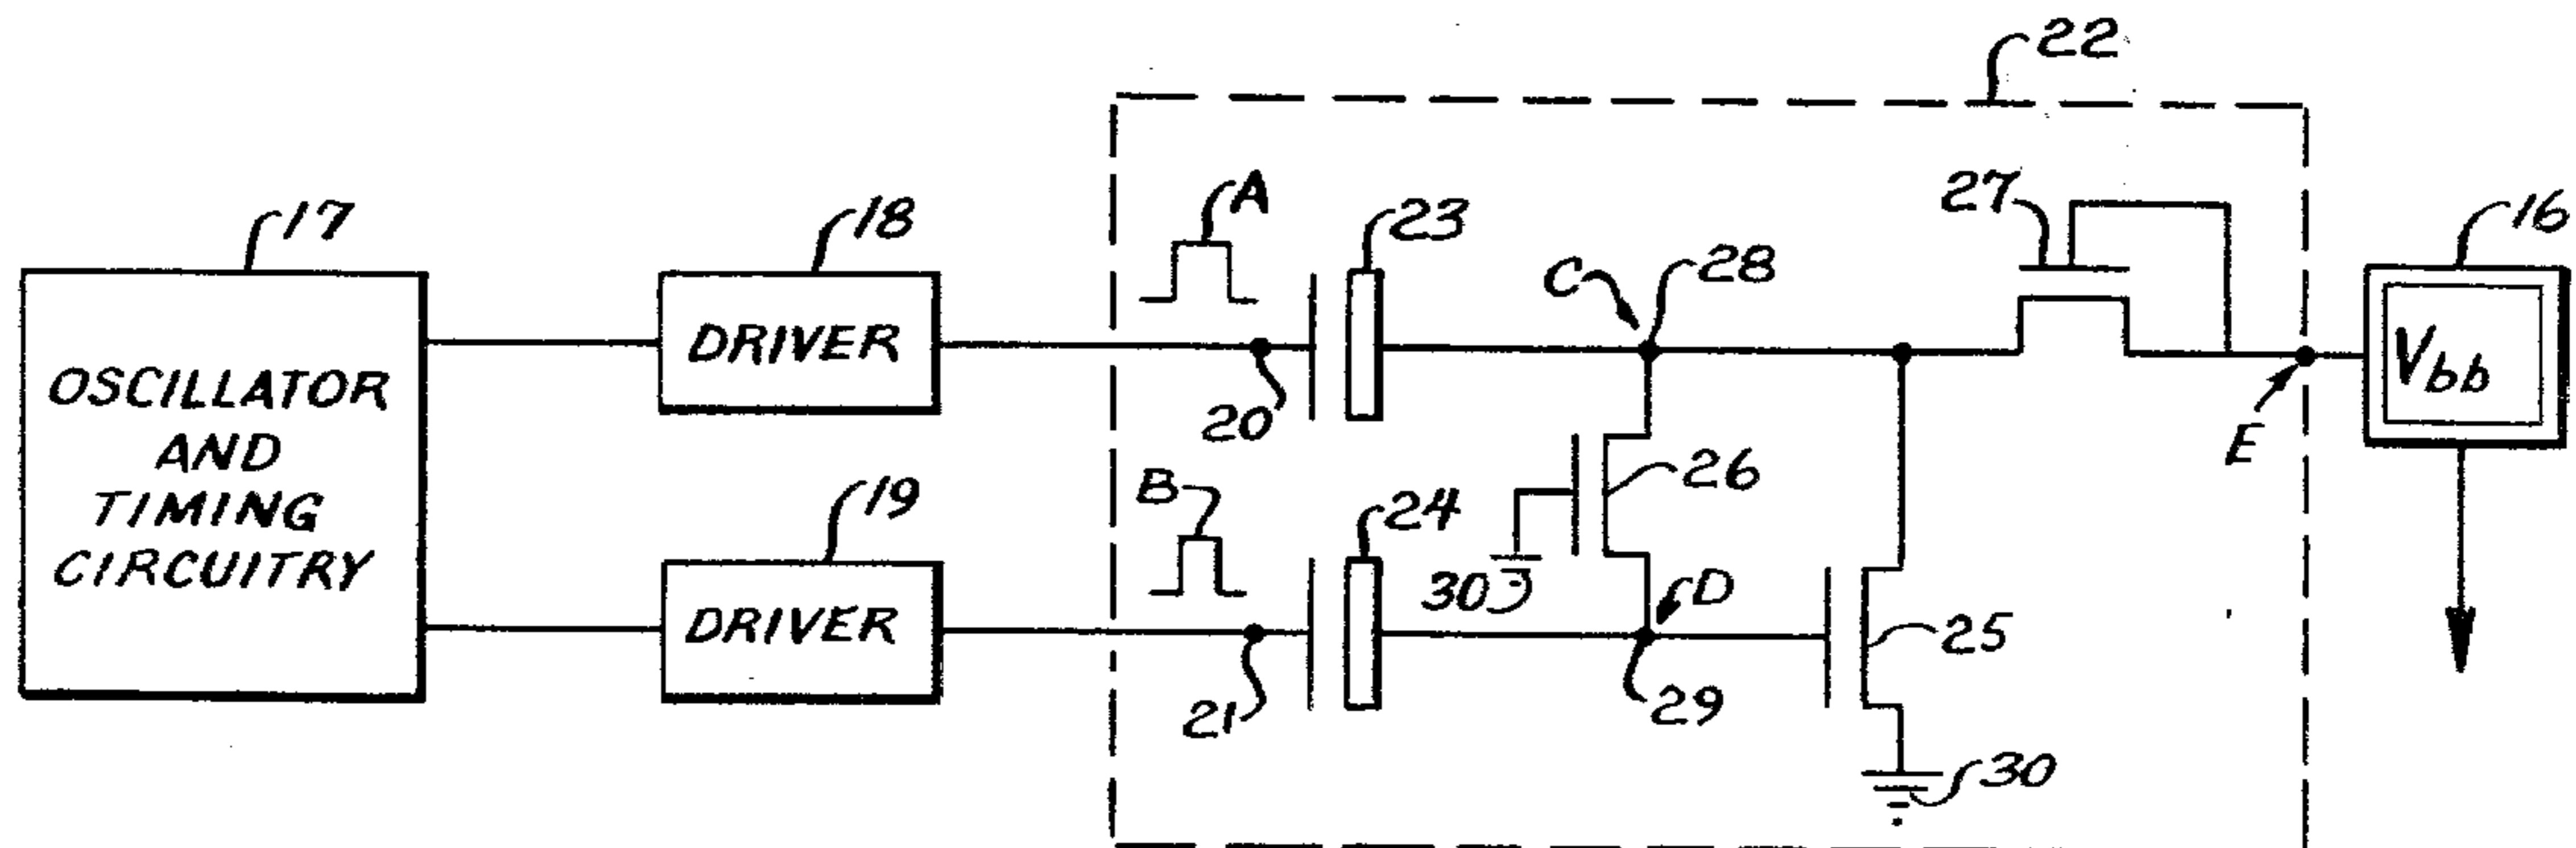 22
17
18
A
23
27
16
C
28
OSCILLATOR
AND
TIMING
CIRCUITRY
DRIVER
20
Vbb
E
19
B
24
26
30
D
DRIVER
21
29
25
30